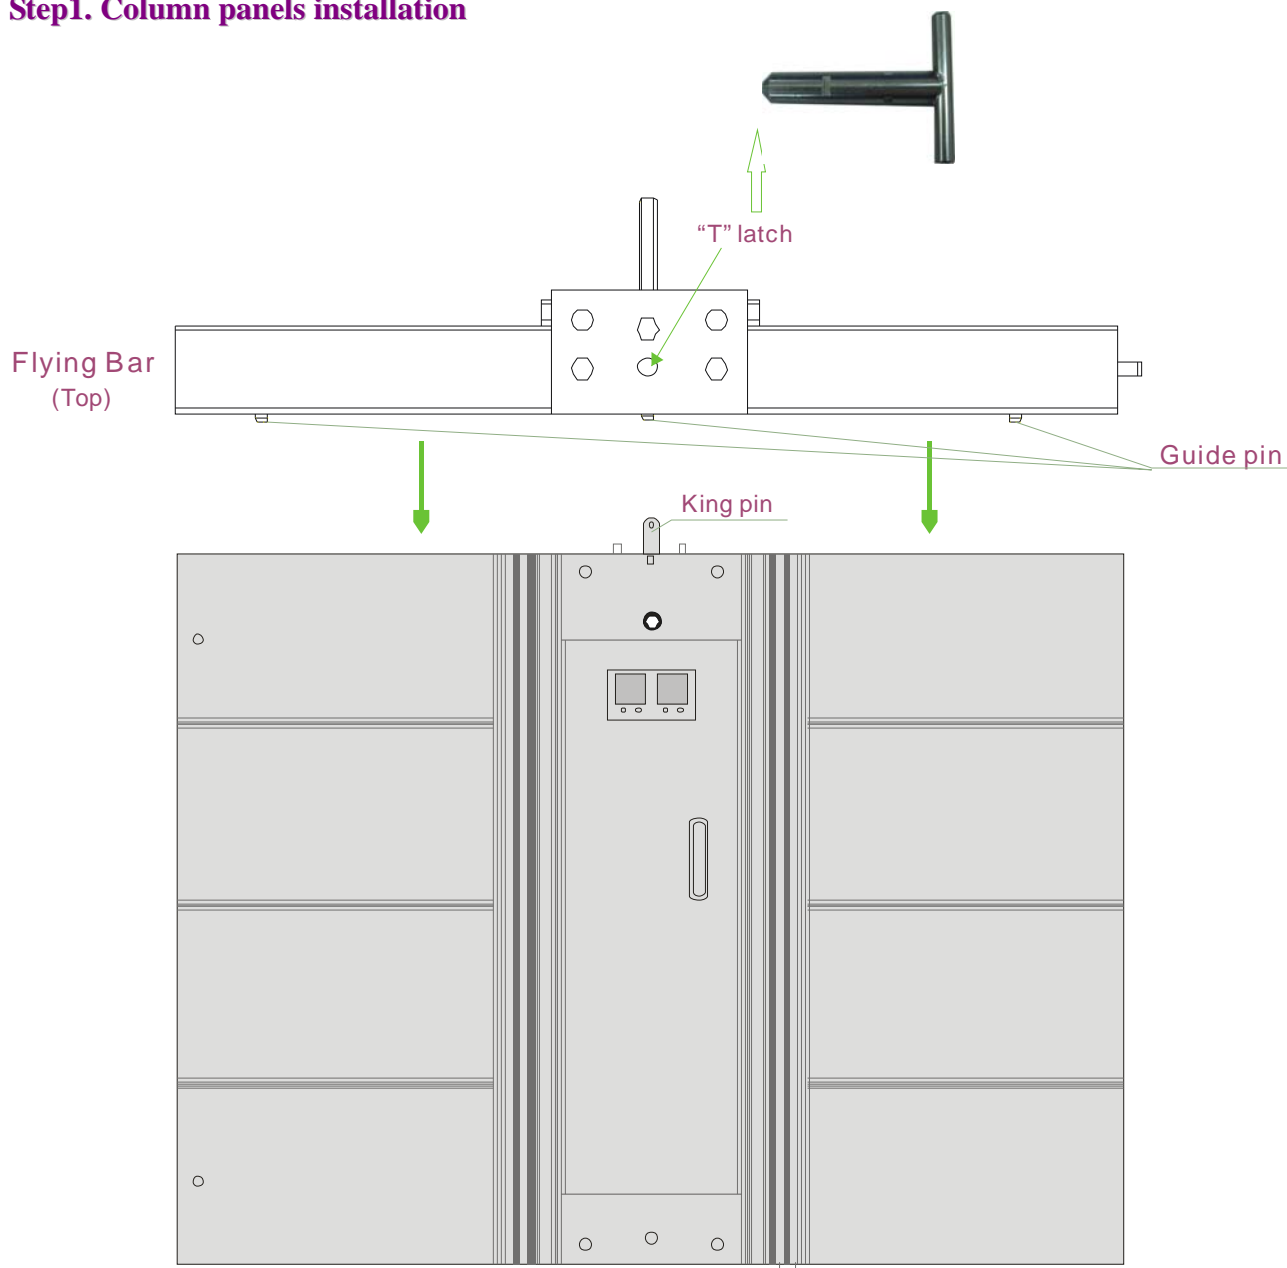 Step1. Column panels installation
“T” latch
Flying Bar
(Top)
Guide pin
King pin